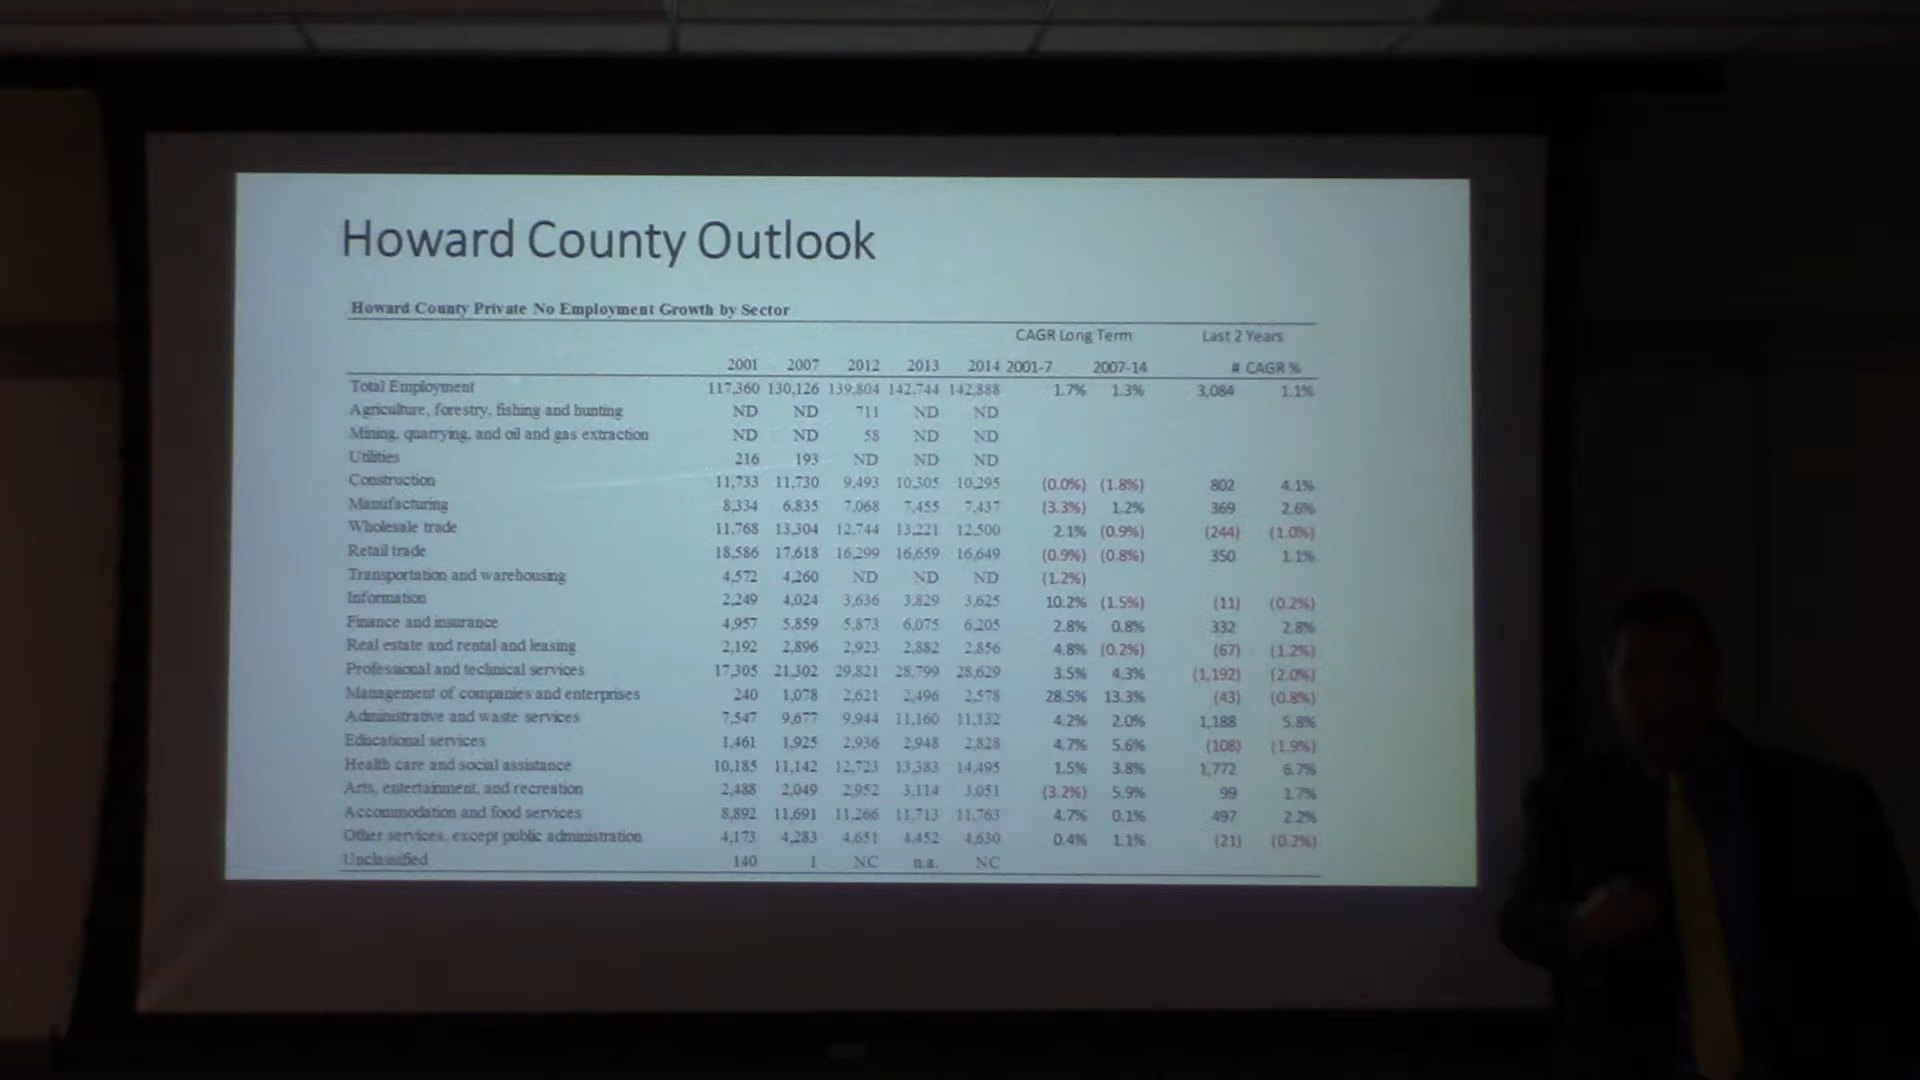 Howard County Outlook
Howard County Private No Employment Growth by Sector
CAGR Long Term Last 2 Years
2001 2007 2012 2013 2014 2001-7 2007-14 # CAGR %
Total Employment 117,360 130,126 139,804 142,744 142,888 1.7% 1.3% 3,084 1.1%
Agriculture, forestry, fishing and hunting ND ND 711 ND ND
Mining, quarrying, and oil and gas extraction ND ND 58 ND ND
Utilities 216 193 ND ND ND
Construction 11,733 11,730 9,493 10,305 10,295 (0.0%) (1.8%) 802 4.1%
Manufacturing 8,334 6,835 7,068 7,455 7,437 (3.3%) 1.2% 369 2.6%
Wholesale trade 11,768 13,304 12,744 13,221 12,500 2.1% (0.9%) (244) (1.0%)
Retail trade 18,586 17,618 16,299 16,659 16,649 (0.9%) (0.8%) 350 1.1%
Transportation and warehousing 4,572 4,260 ND ND ND (1.2%)
Information 2,249 4,024 3,636 3,829 3,625 10.2% (1.5%) (11) (0.2%)
Finance and insurance 4,957 5,859 5,873 6,075 6,205 2.8% 0.8% 332 2.8%
Real estate and rental and leasing 2,192 2,896 2,923 2,882 2,856 4.8% (0.2%) (67) (1.2%)
Professional and technical services 17,305 21,302 29,821 28,799 28,629 3.5% 4.3% (1,192) (2.0%)
Management of companies and enterprises 240 1,078 2,621 2,496 2,578 28.5% 13.3% (43) (0.8%)
Administrative and waste services 7,547 9,677 9,944 11,160 11,132 4.2% 2.0% 1,188 5.8%
Educational services 1,461 1,925 2,936 2,948 2,828 4.7% 5.6% (108) (1.9%)
Health care and social assistance 10,185 11,142 12,723 13,383 14,495 1.5% 3.8% 1,772 6.7%
Arts, entertainment, and recreation 2,488 2,049 2,952 3,114 3,051 (3.2%) 5.9% 99 1.7%
Accommodation and food services 8,892 11,691 11,266 11,713 11,763 4.7% 0.1% 497 2.2%
Other services, except public administration 4,173 4,283 4,651 4,452 4,630 0.4% 1.1% (21) (0.2%)
Unclassified 140 1 NC n.a. NC